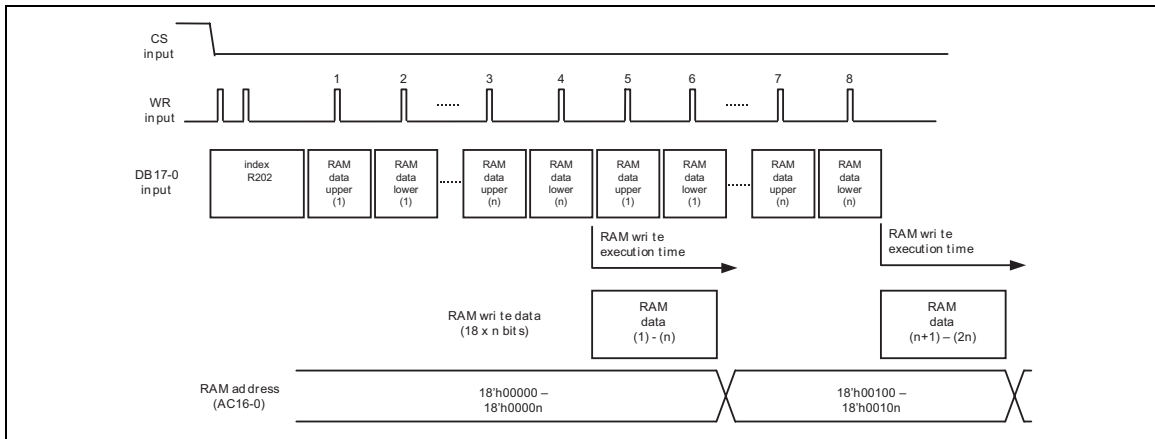 CS
input
1 2 3 4 5 6 7 8
WR
input
...... ......
DB17-0
input
index
R202
RAM
data
upper
(1)
RAM
data
lower
(1)
......
RAM
data
upper
(n)
RAM
data
lower
(n)
RAM
data
upper
(1)
RAM
data
lower
(1)
......
RAM
data
upper
(n)
RAM
data
lower
(n)
RAM write
execution time
RAM write
execution time
RAM write data
(18 x n bits)
RAM
data
(1) - (n)
RAM
data
(n+1) – (2n)
RAM address
(AC16-0)
18'h00000 –
18'h0000n
18'h00100 –
18'h0010n